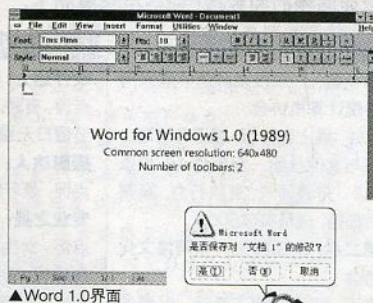 Microsoft Word - Document1
File Edit View Insert Format Utilities Window Help
Font: Tms Rmn Pts: 10
Style: Normal
Word for Windows 1.0 (1989)
Common screen resolution: 640x480
Number of toolbars: 2
Microsoft Word
是否保存对 "文档 1" 的修改?
是(Y) 否(N) 取消
▲Word 1.0界面